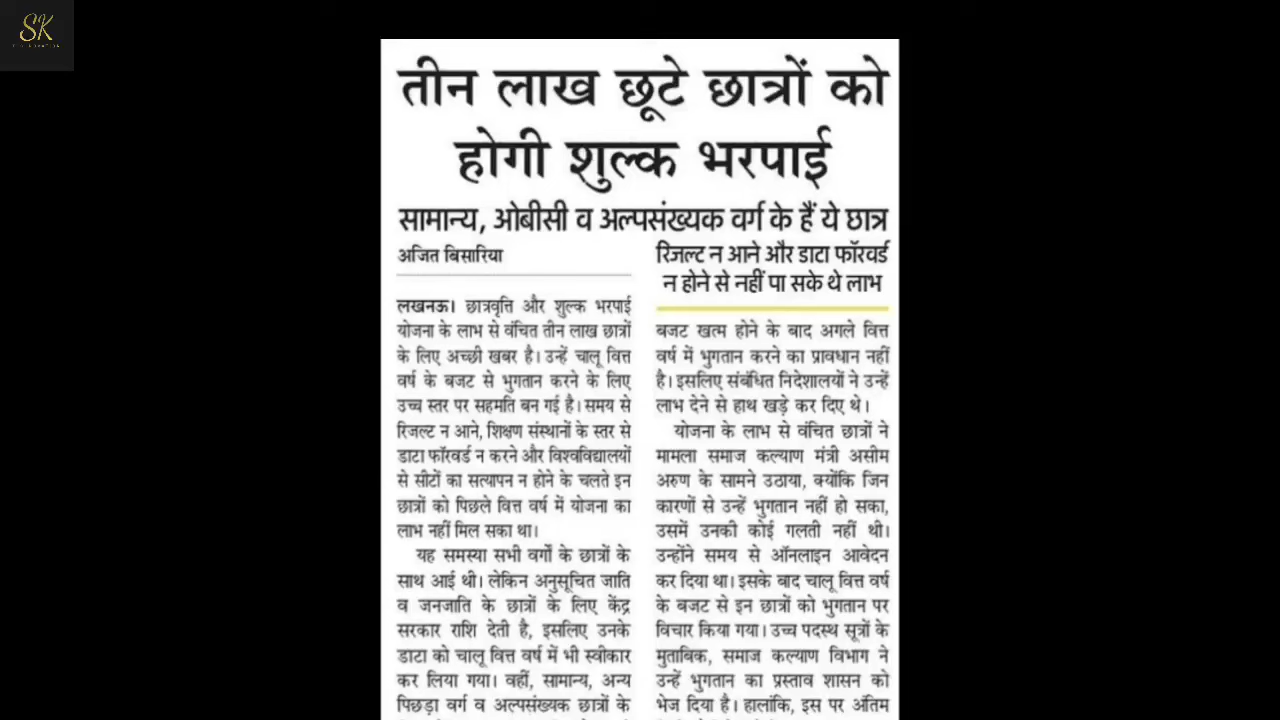 SK
तीन लाख छूटे छात्रों को
होगी शुल्क भरपाई
सामान्य, ओबीसी व अल्पसंख्यक वर्ग के हैं ये छात्र
अजित बिसारिया
लखनऊ। छात्रवृत्ति और शुल्क भरपाई
योजना के लाभ से वंचित तीन लाख छात्रों
के लिए अच्छी खबर है। उन्हें चालू वित्त
वर्ष के बजट से भुगतान करने के लिए
उच्च स्तर पर सहमति बन गई है। समय से
रिजल्ट न आने, शिक्षण संस्थानों के स्तर से
डाटा फॉरवर्ड न करने और विश्वविद्यालयों
से सीटों का सत्यापन न होने के चलते इन
छात्रों को पिछले वित्त वर्ष में योजना का
लाभ नहीं मिल सका था।
यह समस्या सभी वर्गों के छात्रों के
साथ आई थी। लेकिन अनुसूचित जाति
व जनजाति के छात्रों के लिए केंद्र
सरकार राशि देती है, इसलिए उनके
डाटा को चालू वित्त वर्ष में भी स्वीकार
कर लिया गया। वहीं, सामान्य, अन्य
पिछड़ा वर्ग व अल्पसंख्यक छात्रों के
रिजल्ट न आने और डाटा फॉरवर्ड
न होने से नहीं पा सके थे लाभ
बजट खत्म होने के बाद अगले वित्त
वर्ष में भुगतान करने का प्रावधान नहीं
है। इसलिए संबंधित निदेशालयों ने उन्हें
लाभ देने से हाथ खड़े कर दिए थे।
योजना के लाभ से वंचित छात्रों ने
मामला समाज कल्याण मंत्री असीम
अरुण के सामने उठाया, क्योंकि जिन
कारणों से उन्हें भुगतान नहीं हो सका,
उसमें उनकी कोई गलती नहीं थी।
उन्होंने समय से ऑनलाइन आवेदन
कर दिया था। इसके बाद चालू वित्त वर्ष
के बजट से इन छात्रों को भुगतान पर
विचार किया गया। उच्च पदस्थ सूत्रों के
मुताबिक, समाज कल्याण विभाग ने
उन्हें भुगतान का प्रस्ताव शासन को
भेज दिया है। हालांकि, इस पर अंतिम